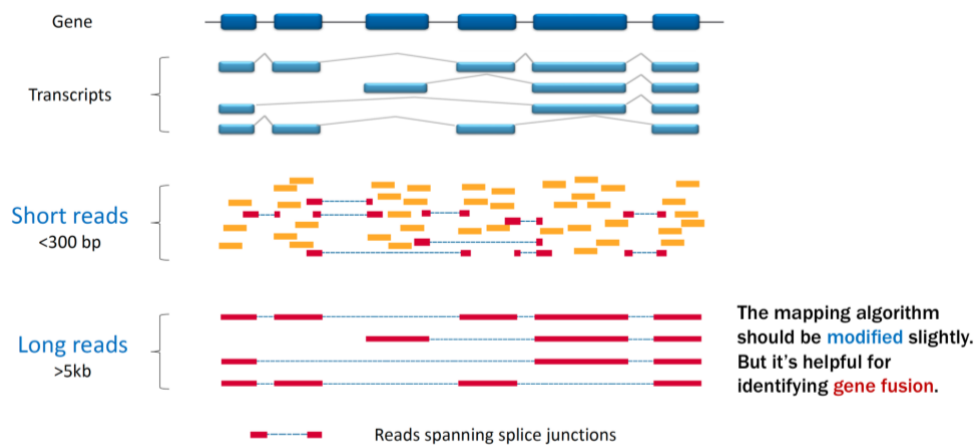 Gene
Transcripts
Short reads
<300 bp
Long reads
>5kb
The mapping algorithm
should be modified slightly.
But it's helpful for
identifying gene fusion.
Reads spanning splice junctions